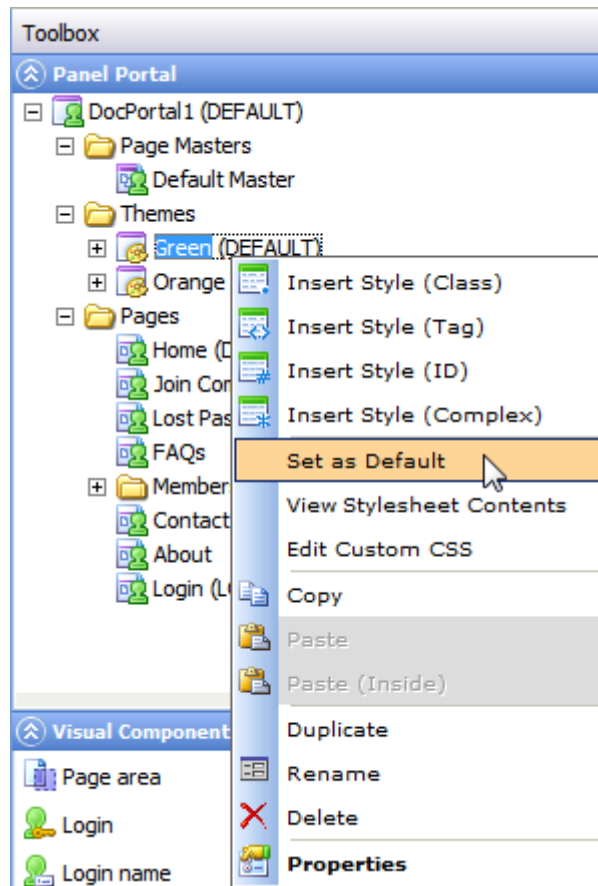 Toolbox
Panel Portal
DocPortal1 (DEFAULT)
Page Masters
Default Master
Themes
Green (DEFAULT)
Orange
Pages
Home (D
Join Con
Lost Pas
FAQs
Member
Contact
About
Login (L
Insert Style (Class)
Insert Style (Tag)
Insert Style (ID)
Insert Style (Complex)
Set as Default
View Stylesheet Contents
Edit Custom CSS
Copy
Paste
Paste (Inside)
Duplicate
Rename
Delete
Properties
Visual Component
Page area
Login
Login name